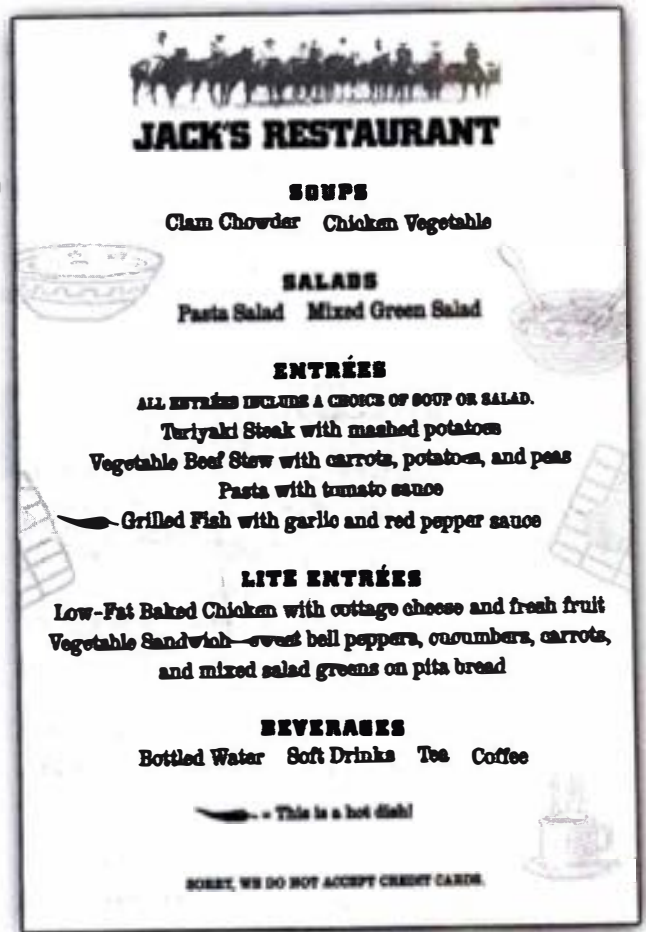 JACK'S RESTAURANT
SOUPS
Clam Chowder Chicken Vegetable
SALADS
Pasta Salad Mixed Green Salad
ENTRÉES
ALL ENTRÉES INCLUDE A CHOICE OF SOUP OR SALAD.
Teriyaki Steak with mashed potatoes
Vegetable Beef Stew with carrots, potatoes, and peas
Pasta with tomato sauce
Grilled Fish with garlic and red pepper sauce
LITE ENTRÉES
Low-Fat Baked Chicken with cottage cheese and fresh fruit
Vegetable Sandwich—sweet bell peppers, cucumbers, carrots,
and mixed salad greens on pita bread
BEVERAGES
Bottled Water Soft Drinks Tea Coffee
= This is a hot dish!
SORRY, WE DO NOT ACCEPT CREDIT CARDS.